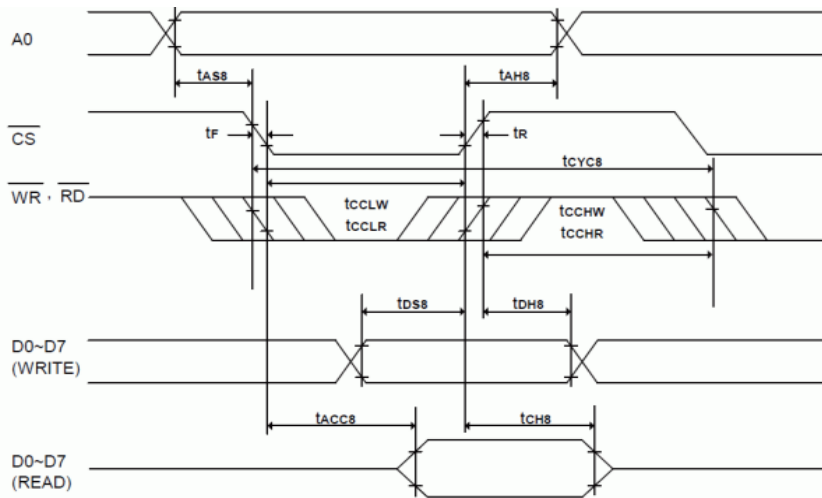 A0
tAS8
tAH8
CS
tF
tR
tCYC8
WR , RD
tCCLW
tCCLR
tCCHW
tCCHR
tDS8
tDH8
D0~D7
(WRITE)
tACC8
tCH8
D0~D7
(READ)